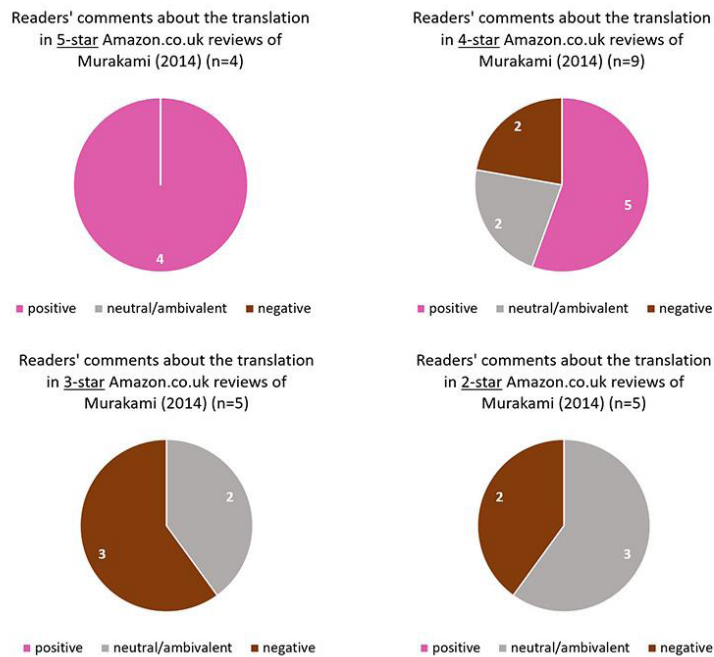 Readers' comments about the translation
in 5-star Amazon.co.uk reviews of
Murakami (2014) (n=4)
4
positive neutral/ambivalent negative
Readers' comments about the translation
in 4-star Amazon.co.uk reviews of
Murakami (2014) (n=9)
2
5
2
positive neutral/ambivalent negative
Readers' comments about the translation
in 3-star Amazon.co.uk reviews of
Murakami (2014) (n=5)
2
3
positive neutral/ambivalent negative
Readers' comments about the translation
in 2-star Amazon.co.uk reviews of
Murakami (2014) (n=5)
2
3
positive neutral/ambivalent negative